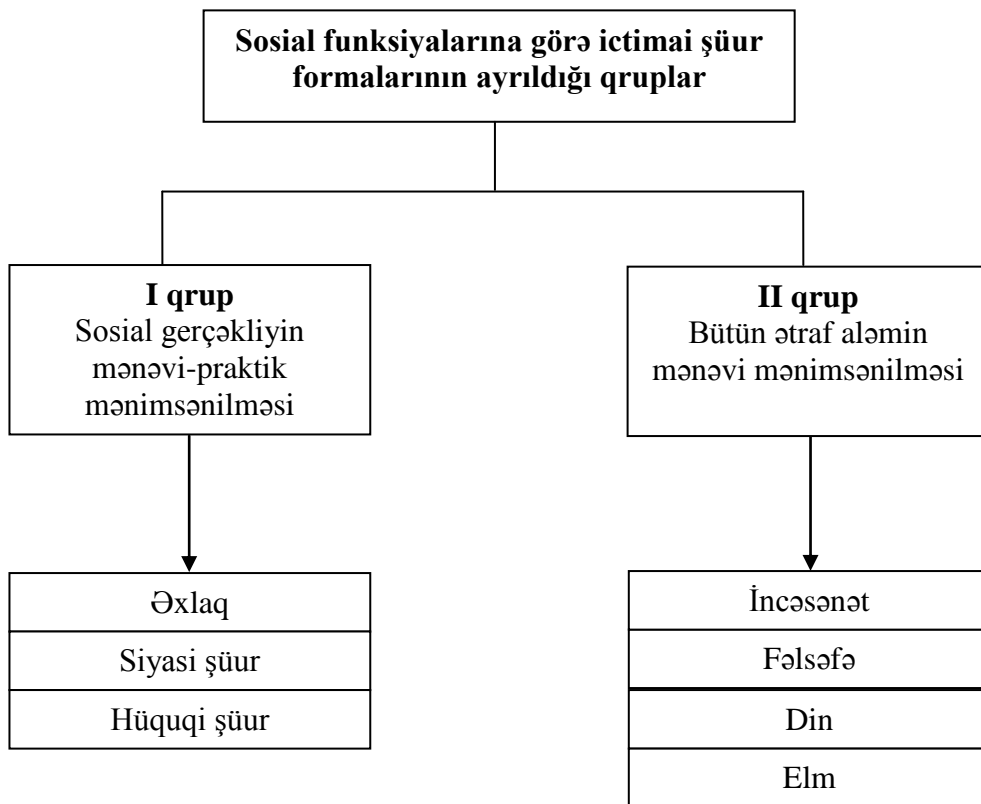 Sosial funksiyalarına görə ictimai şüur
formalarının ayrıldığı qruplar
I qrup
Sosial gerçəkliyin
mənəvi-praktik
mənimsənilməsi
II qrup
Bütün ətraf aləmin
mənəvi mənimsənilməsi
Əxlaq
Siyasi şüur
Hüquqi şüur
İncəsənət
Fəlsəfə
Din
Elm